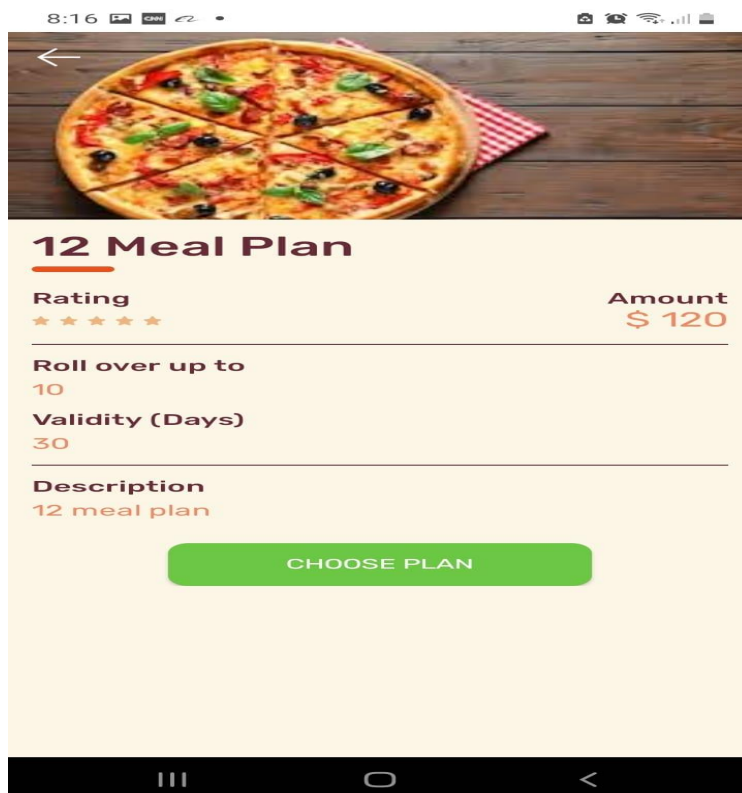 8:16 CNN
12 Meal Plan
Rating Amount
$ 120
Roll over up to
10
Validity (Days)
30
Description
12 meal plan
CHOOSE PLAN